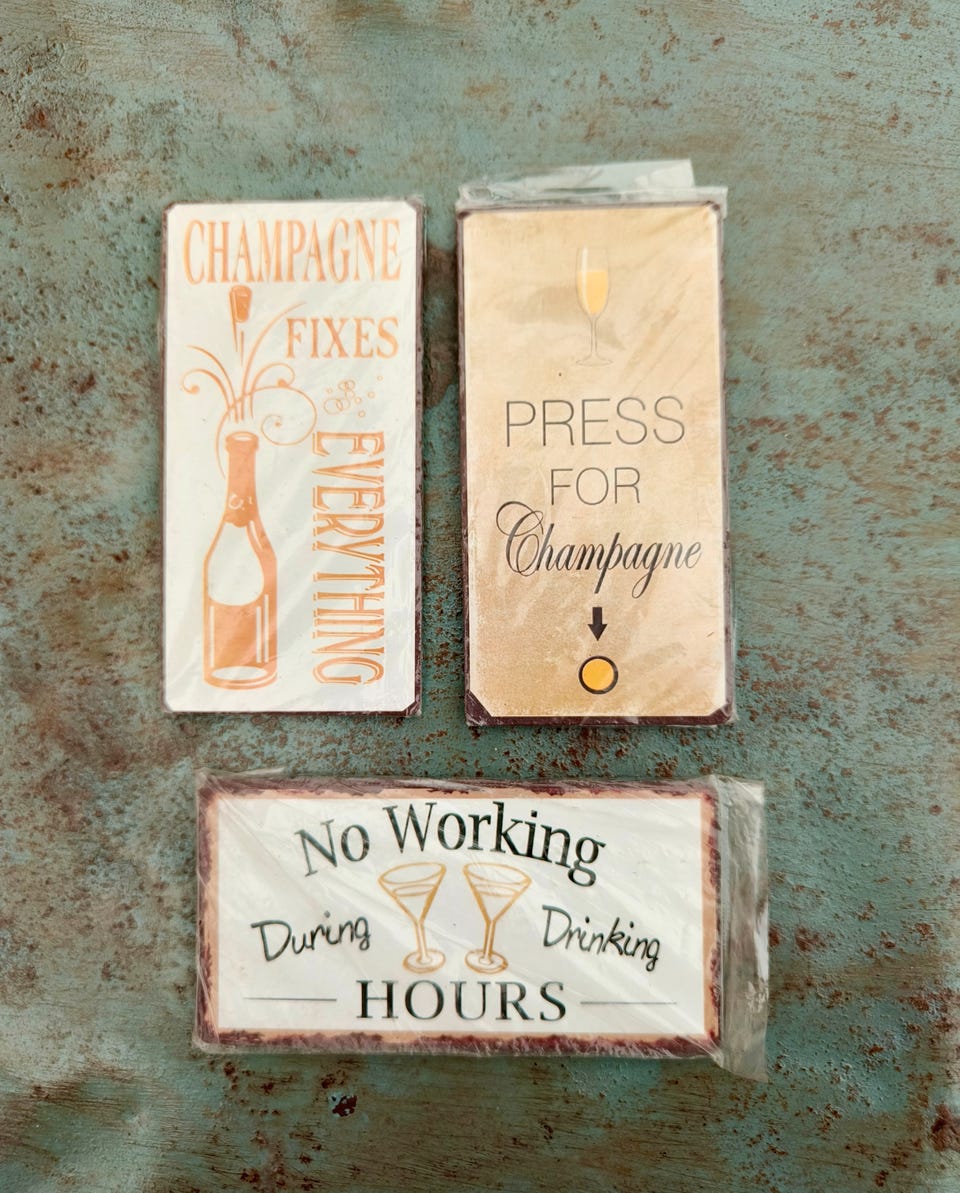 CHAMPAGNE
FIXES
EVERYTHING
PRESS
FOR
Champagne
No Working
During Drinking
HOURS